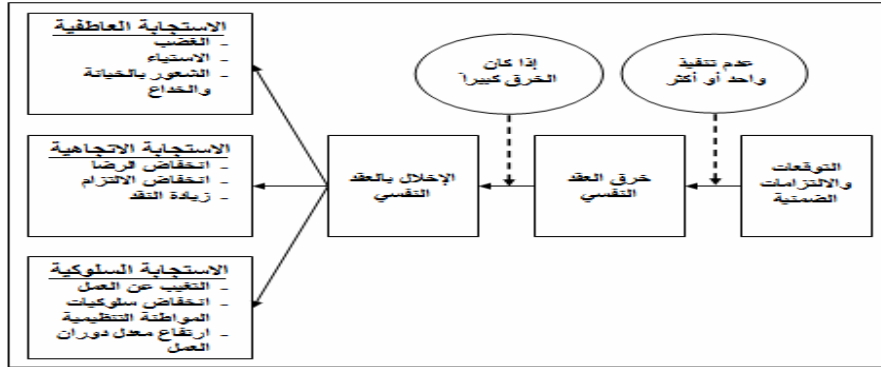 عدم تنفيذ
واحد أو أكثر
إذا كان
الخرق كبيراً
التوقعات
والالتزامات
الضمنية
خرق العقد
النفسي
الإخلال بالعقد
النفسي
الاستجابة العاطفية
- الغضب
- الاستياء
- الشعور بالخيانة
والخداع
الاستجابة الاتجاهية
- انخفاض الرضا
- انخفاض الالتزام
- زيادة النقد
الاستجابة السلوكية
- التغيب عن العمل
- انخفاض سلوكيات
المواطنة التنظيمية
- ارتفاع معدل دوران
العمل